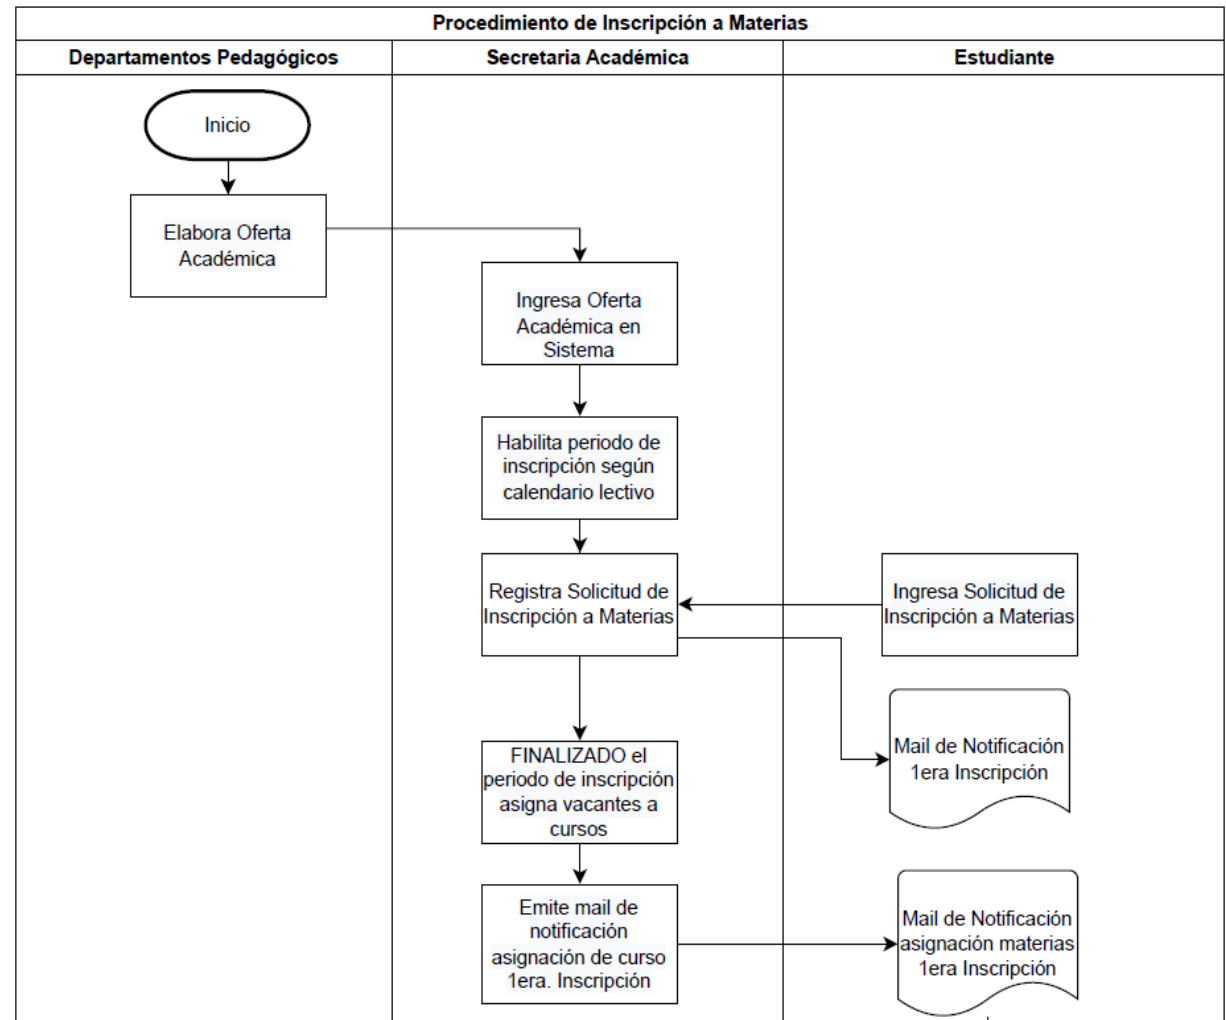 Procedimiento de Inscripción a Materias
Departamentos Pedagógicos
Secretaria Académica
Estudiante
Inicio
Elabora Oferta
Académica
Ingresa Oferta
Académica en
Sistema
Habilita periodo de
inscripción según
calendario lectivo
Registra Solicitud de
Inscripción a Materias
Ingresa Solicitud de
Inscripción a Materias
Mail de Notificación
1era Inscripción
FINALIZADO el
periodo de inscripción
asigna vacantes a
cursos
Emite mail de
notificación
asignación de curso
1era. Inscripción
Mail de Notificación
asignación materias
1era Inscripción